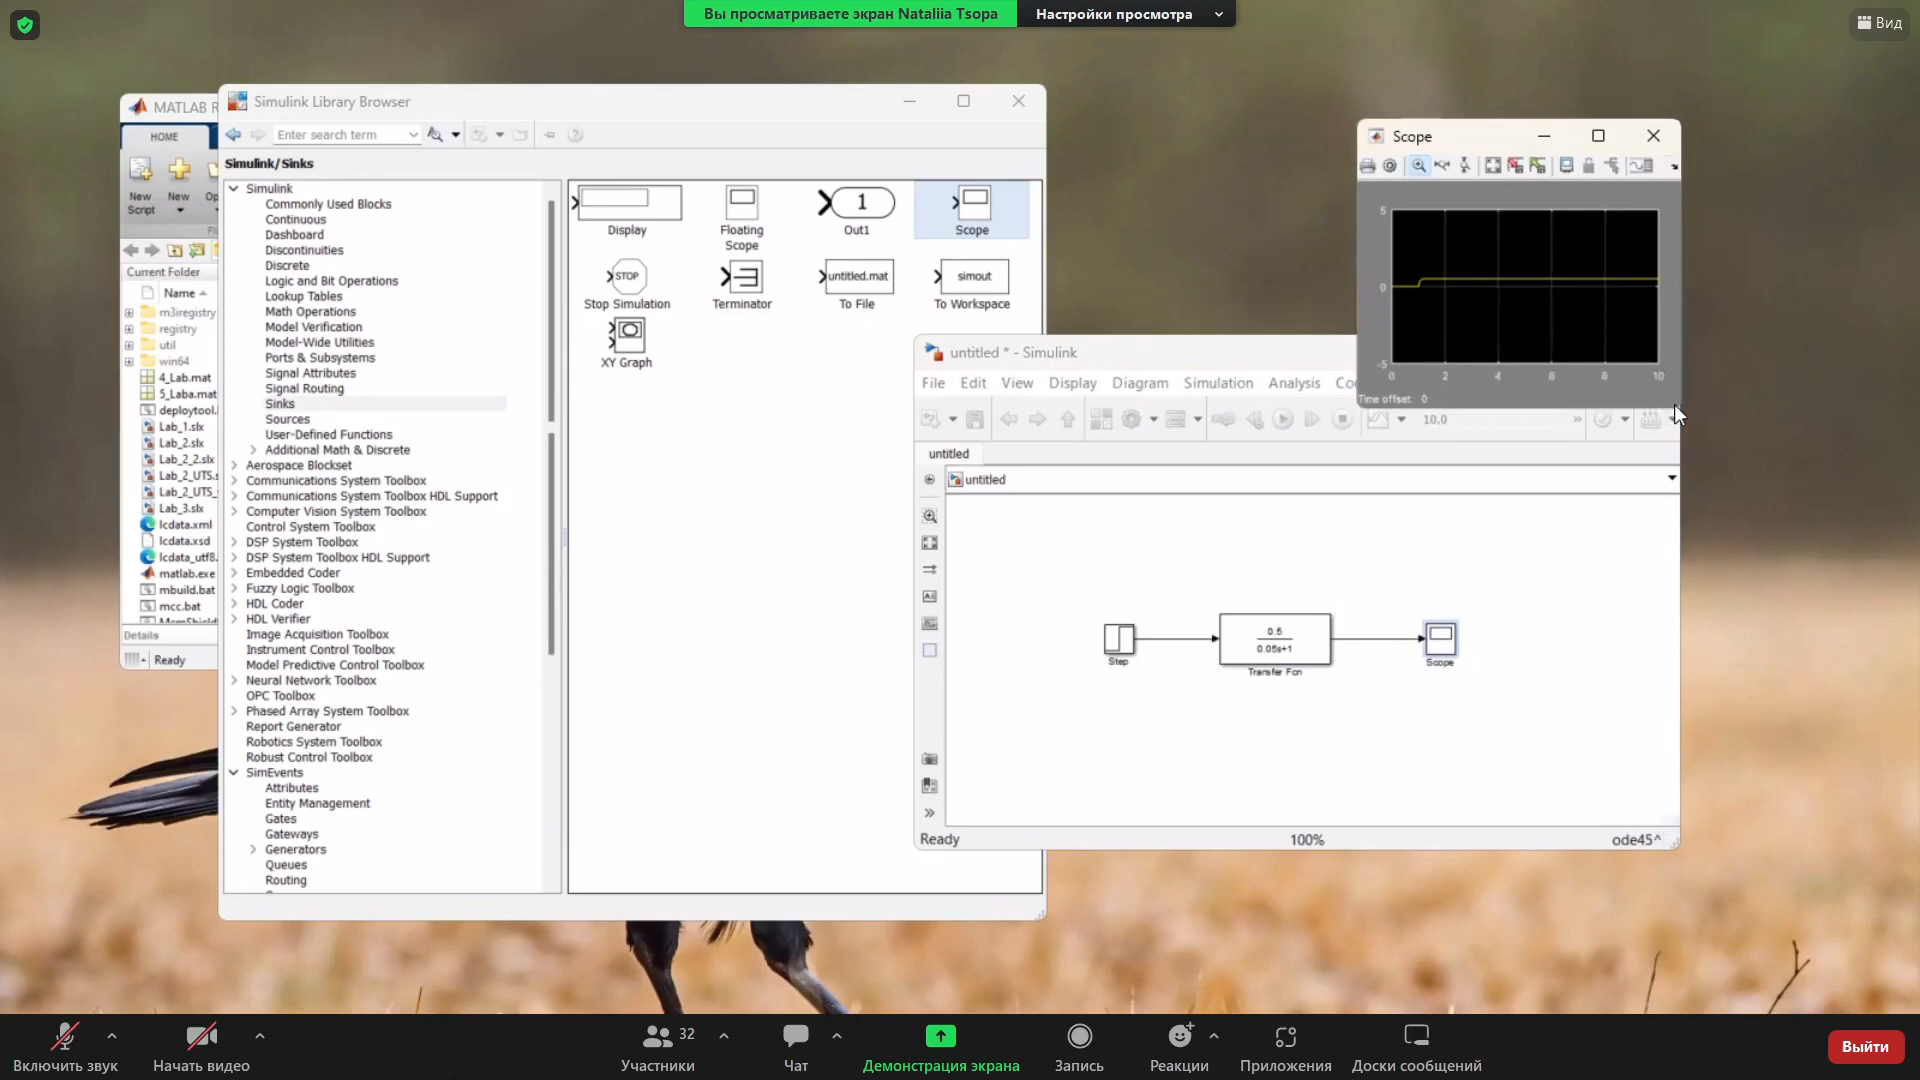 Вы просматриваете экран Nataliia Tsopa
Настройки просмотра
Вид
MATLAB R
HOME
New Script
New
Op
Current Folder
Name
m3iregistry
registry
util
win64
4_Lab.mat
5_Laba.mat
deploytool.
Lab_1.slx
Lab_2.slx
Lab_2_2.slx
Lab_2_UTS.s
Lab_2_UTS_
Lab_3.slx
lcdata.xml
lcdata.xsd
lcdata_utf8.
matlab.exe
mbuild.bat
mcc.bat
Details
Ready
Simulink Library Browser
Enter search term
Simulink/Sinks
Simulink
Commonly Used Blocks
Continuous
Dashboard
Discontinuities
Discrete
Logic and Bit Operations
Lookup Tables
Math Operations
Model Verification
Model-Wide Utilities
Ports & Subsystems
Signal Attributes
Signal Routing
Sinks
Sources
User-Defined Functions
Additional Math & Discrete
Aerospace Blockset
Communications System Toolbox
Communications System Toolbox HDL Support
Computer Vision System Toolbox
Control System Toolbox
DSP System Toolbox
DSP System Toolbox HDL Support
Embedded Coder
Fuzzy Logic Toolbox
HDL Coder
HDL Verifier
Image Acquisition Toolbox
Instrument Control Toolbox
Model Predictive Control Toolbox
Neural Network Toolbox
OPC Toolbox
Phased Array System Toolbox
Report Generator
Robotics System Toolbox
Robust Control Toolbox
SimEvents
Attributes
Entity Management
Gates
Gateways
Generators
Queues
Routing
Display
Floating Scope
1
Out1
Scope
STOP
Stop Simulation
Terminator
untitled.mat
To File
simout
To Workspace
XY Graph
Scope
5
0
-5
0 2 4 6 8 10
Time offset: 0
untitled * - Simulink
File Edit View Display Diagram Simulation Analysis Co
10.0
untitled
untitled
Step
0.5
0.05s+1
Transfer Fcn
Scope
Ready
100%
ode45^
Включить звук
Начать видео
32
Участники
Чат
Демонстрация экрана
Запись
Реакции
Приложения
Доски сообщений
Выйти